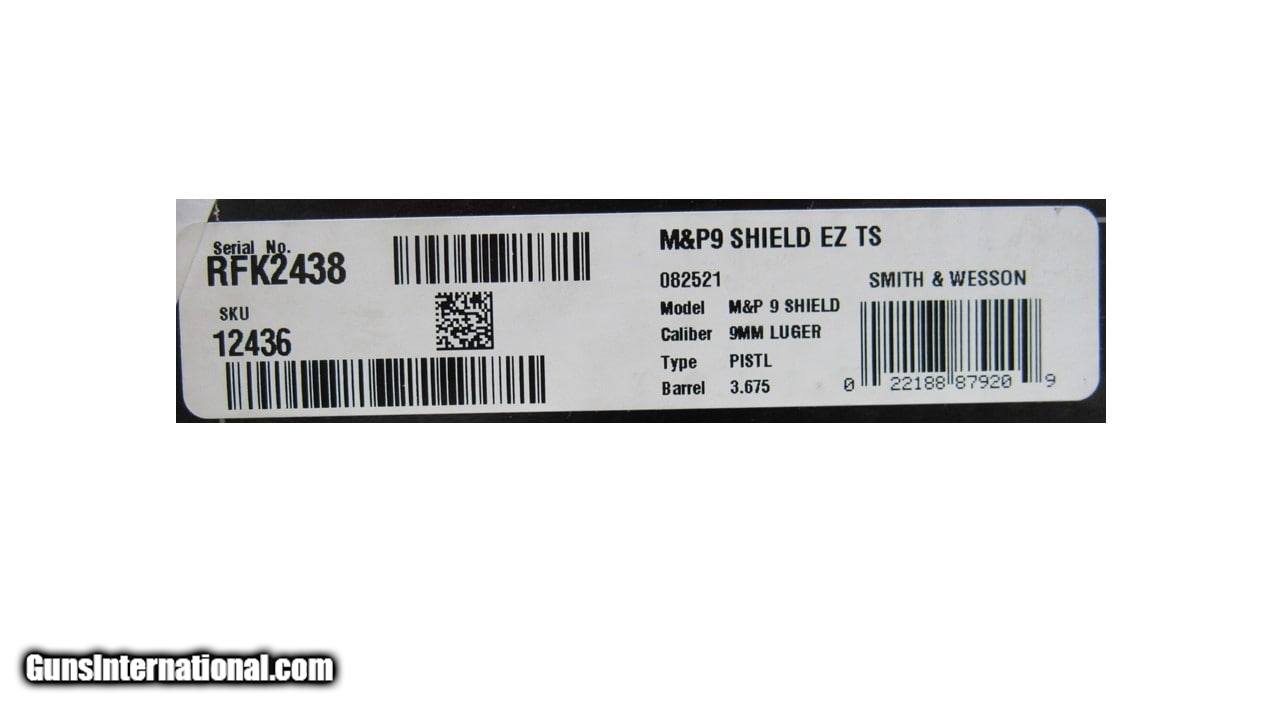 Serial No.
RFK2438
SKU
12436
M&P9 SHIELD EZ TS
082521
SMITH & WESSON
Model M&P 9 SHIELD
Caliber 9MM LUGER
Type PISTL
Barrel 3.675
0 22188 87920 9
GunsInternational.com